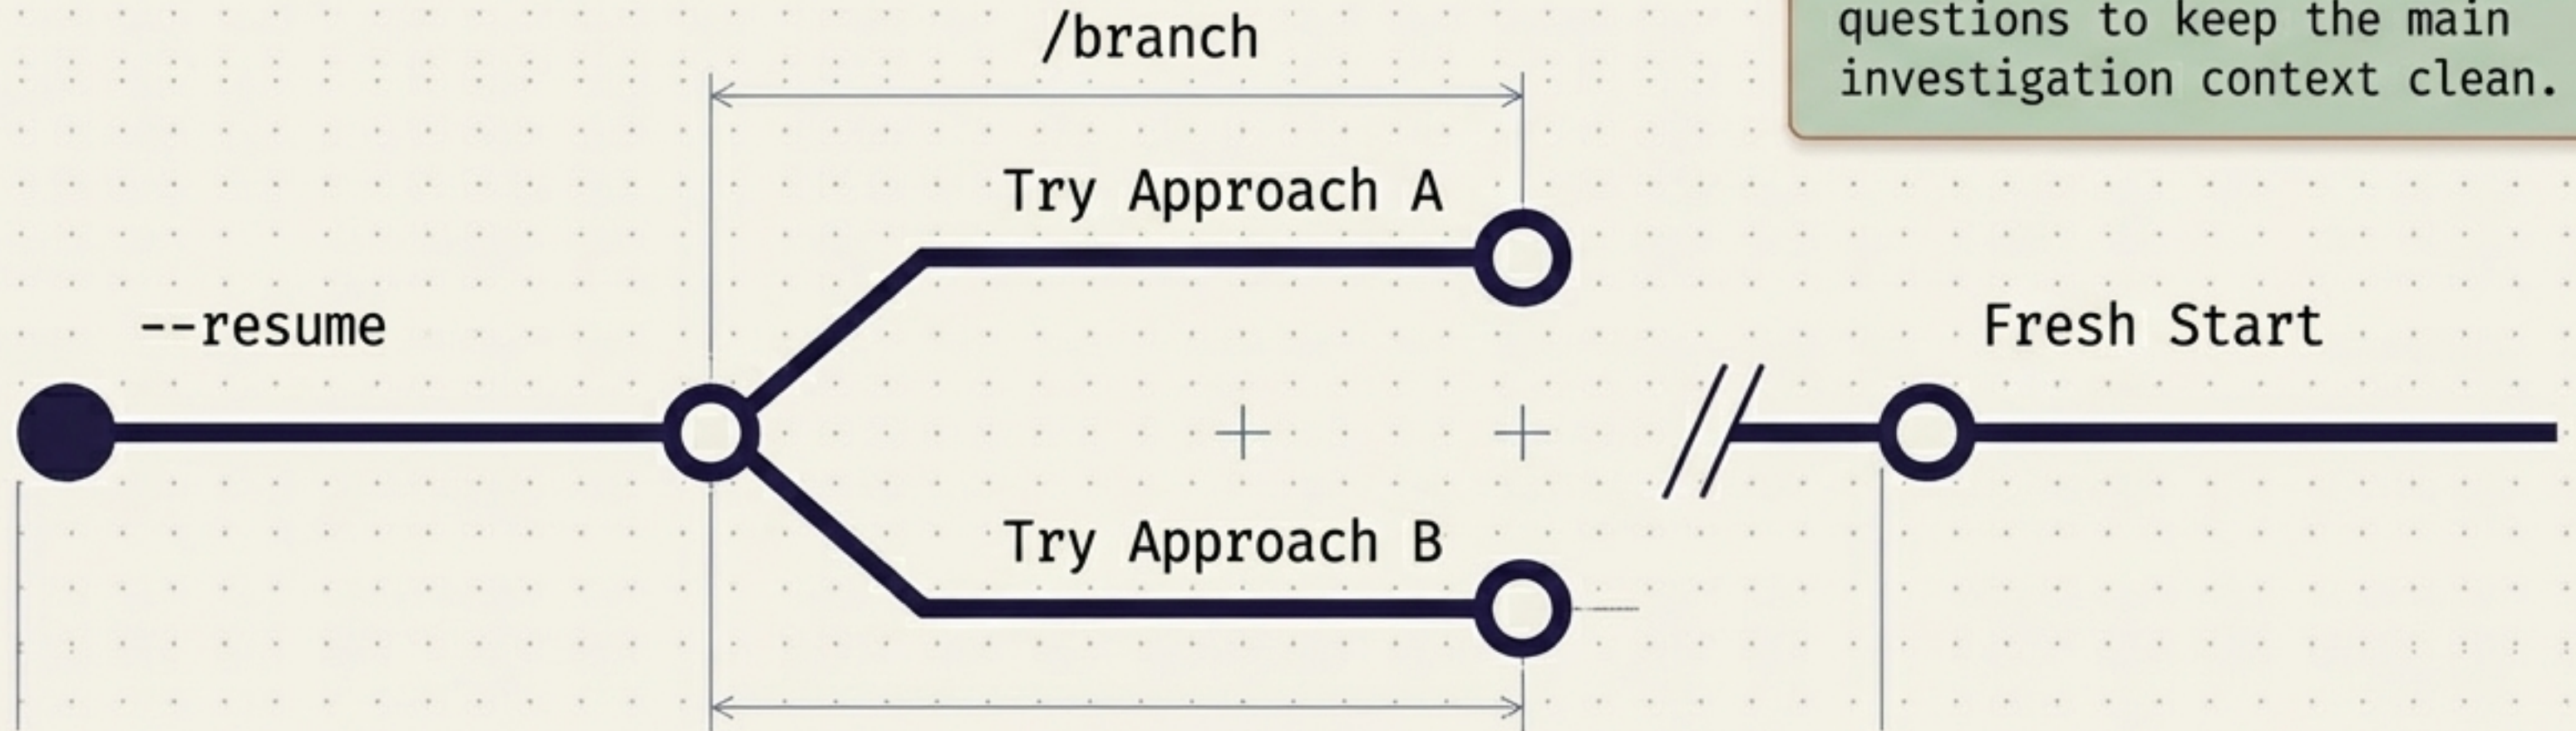 /branch
questions to keep the main
investigation context clean.
Try Approach A
--resume
Fresh Start
Try Approach B